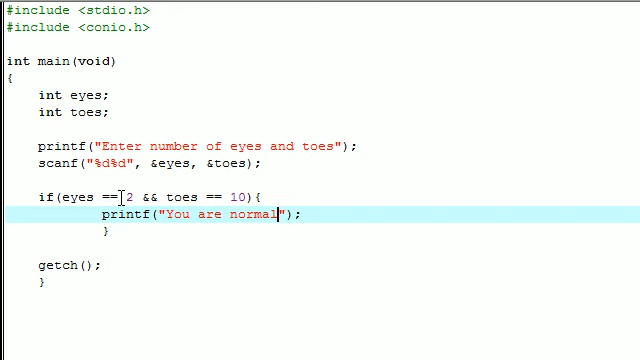 #include <stdio.h>
#include <conio.h>
int main(void)
{
int eyes;
int toes;
printf("Enter number of eyes and toes");
scanf("%d%d", &eyes, &toes);
if(eyes == 2 && toes == 10){
printf("You are normal");
}
getch();
}